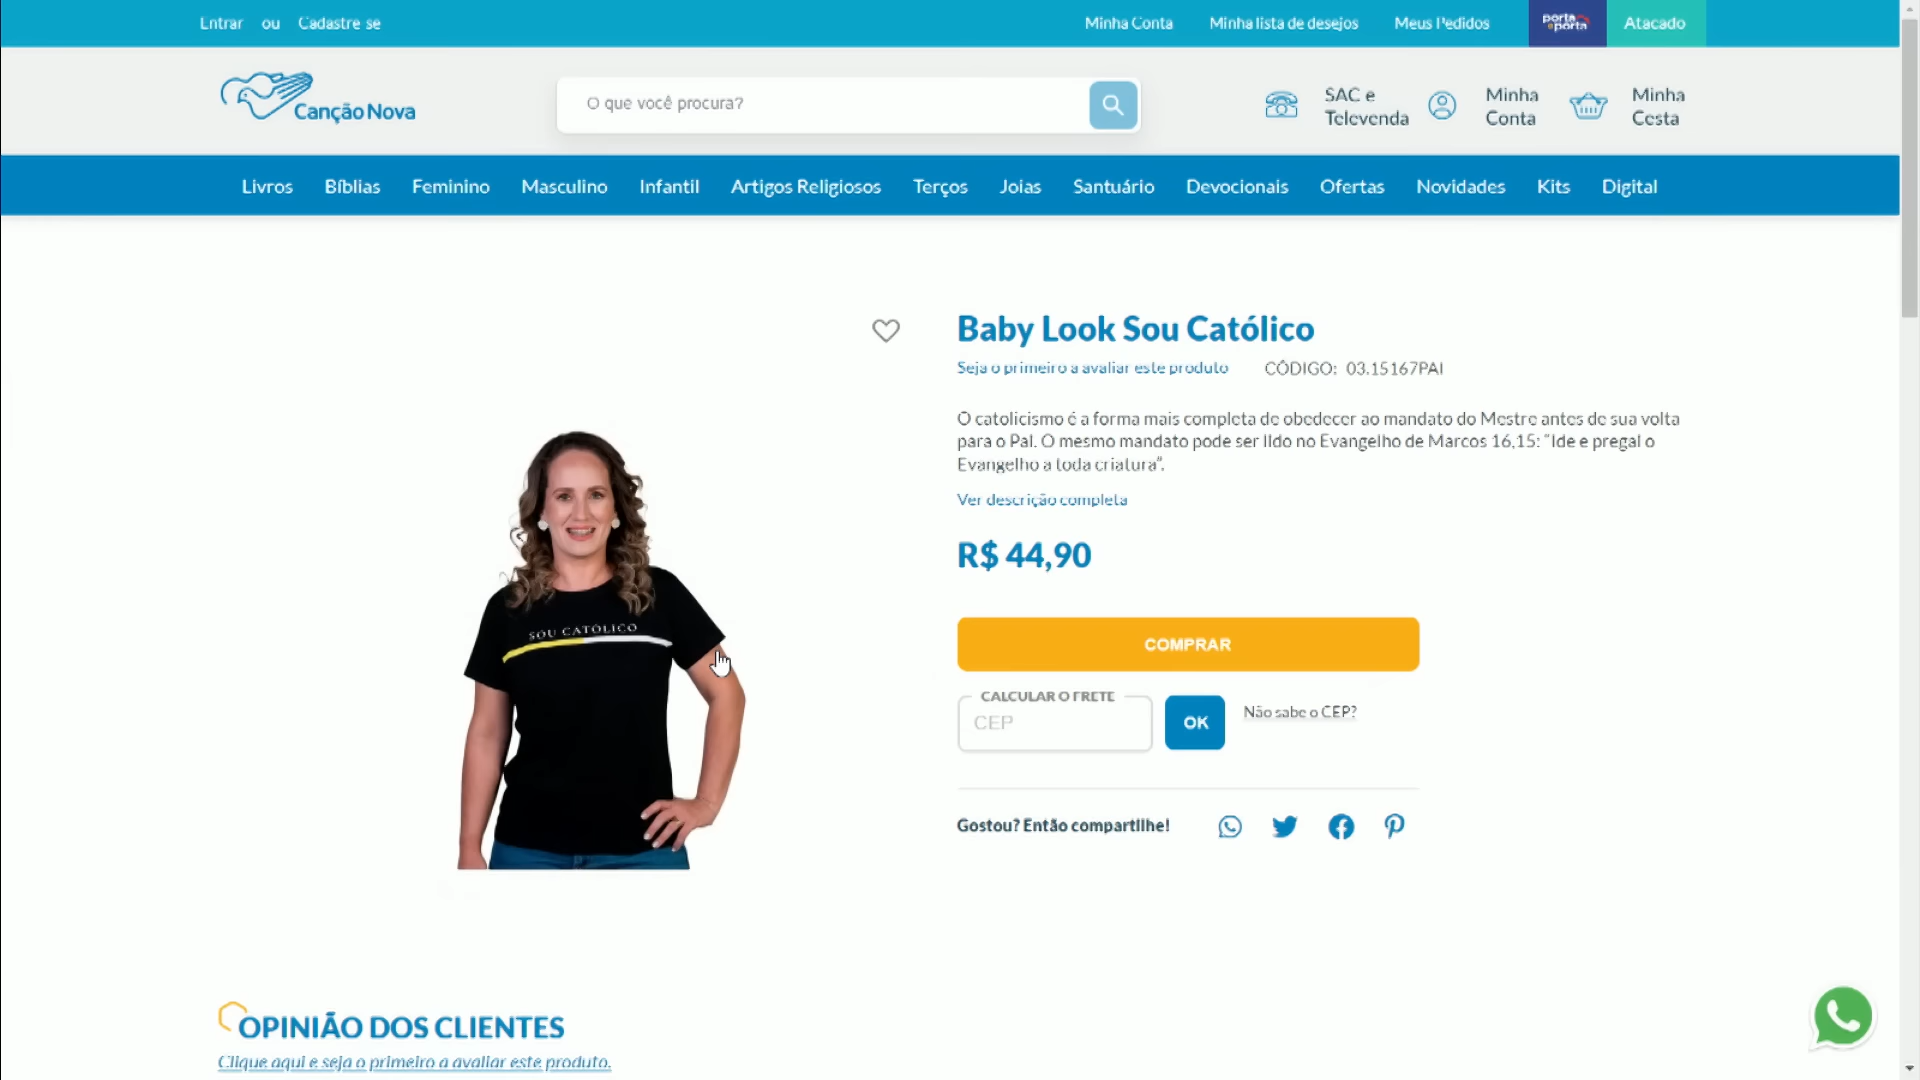 Entrar ou Cadastre se
Minha Conta Minha lista de desejos Meus Pedidos porta a porta Atacado
Canção Nova
O que você procura?
SAC e Televenda
Minha Conta
Minha Cesta
Livros Bíblias Feminino Masculino Infantil Artigos Religiosos Terços Joias Santuário Devocionais Ofertas Novidades Kits Digital
Baby Look Sou Católico
Seja o primeiro a avaliar este produto CÓDIGO: 03.15167PAI
O catolicismo é a forma mais completa de obedecer ao mandato do Mestre antes de sua volta
para o Pai. O mesmo mandato pode ser lido no Evangelho de Marcos 16,15: “Ide e pregai o
Evangelho a toda criatura”.
Ver descrição completa
R$ 44,90
SOU CATÓLICO
COMPRAR
CALCULAR O FRETE
CEP
OK
Não sabe o CEP?
Gostou? Então compartilhe!
OPINIÃO DOS CLIENTES
Clique aqui e seja o primeiro a avaliar este produto.